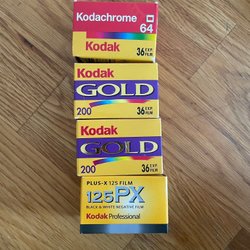 Kodachrome
64
Kodak 36 EXP
FILM
Kodak
GOLD
200 36 EXP
FILM
Kodak
GOLD
200 36 EXP
FILM
PLUS-X 125 FILM
125PX
BLACK & WHITE NEGATIVE FILM
Kodak Professional